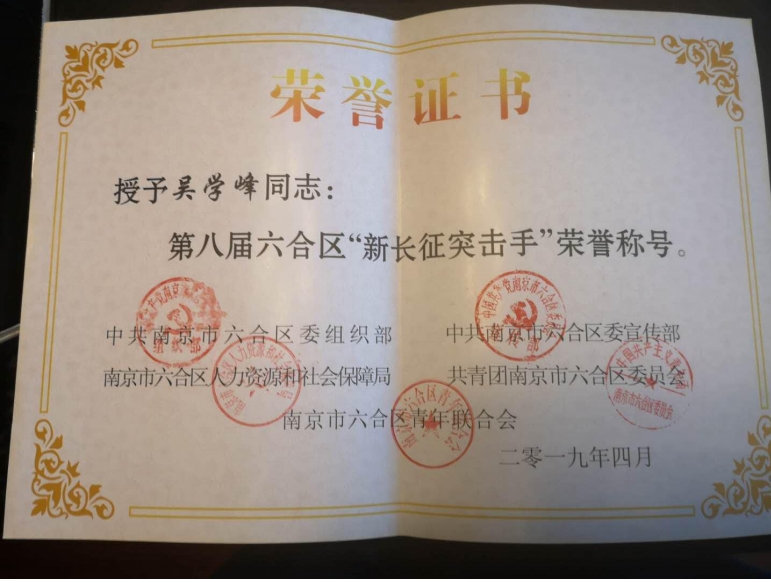 荣誉证书
授予吴学峰同志：
第八届六合区“新长征突击手”荣誉称号。
中共南京市六合区委组织部 中共南京市六合区委宣传部
南京市六合区人力资源和社会保障局 共青团南京市六合区委员会
南京市六合区青年联合会
二零一九年四月